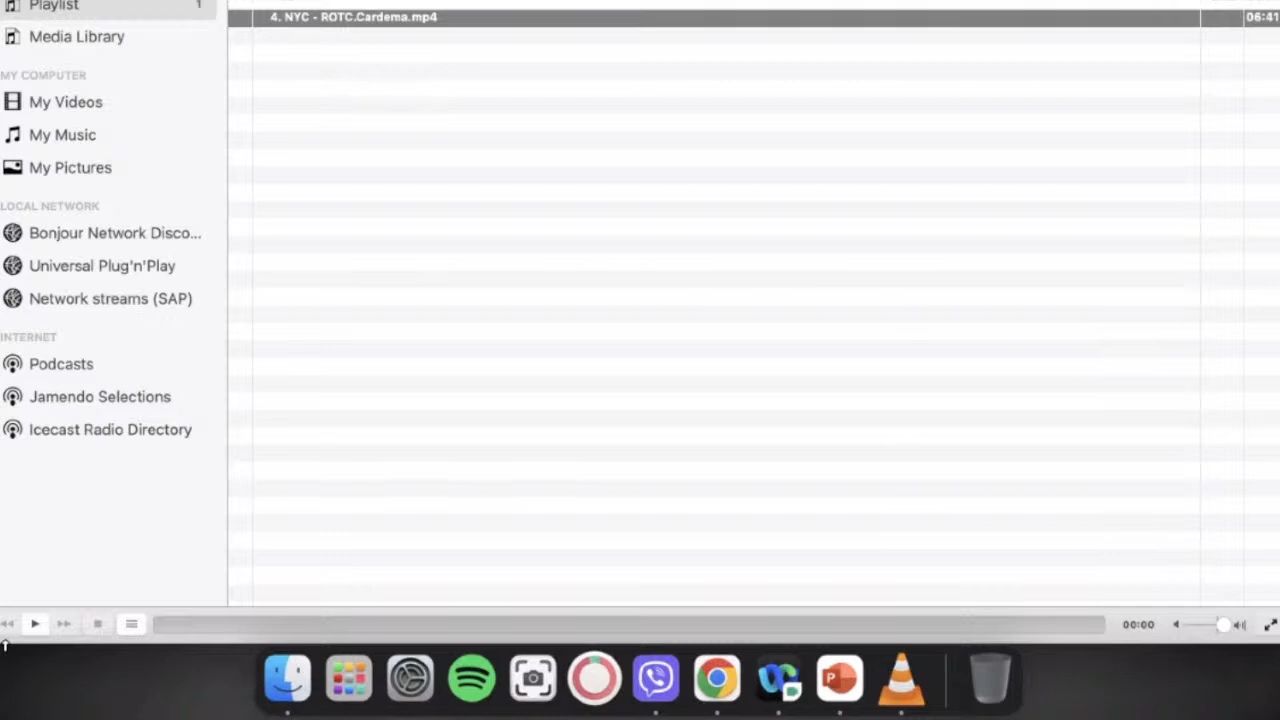 Playlist 1
4. NYC - ROTC.Cardema.mp4 06:41
Media Library
MY COMPUTER
My Videos
My Music
My Pictures
LOCAL NETWORK
Bonjour Network Disco...
Universal Plug'n'Play
Network streams (SAP)
INTERNET
Podcasts
Jamendo Selections
Icecast Radio Directory
00:00
P